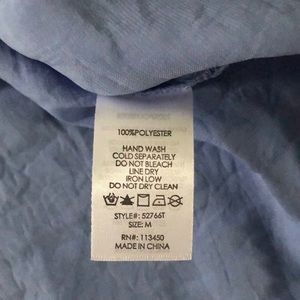 100%POLYESTER
HAND WASH
COLD SEPARATELY
DO NOT BLEACH
LINE DRY
IRON LOW
DO NOT DRY CLEAN
STYLE#: 52766T
SIZE: M
RN#: 113450
MADE IN CHINA